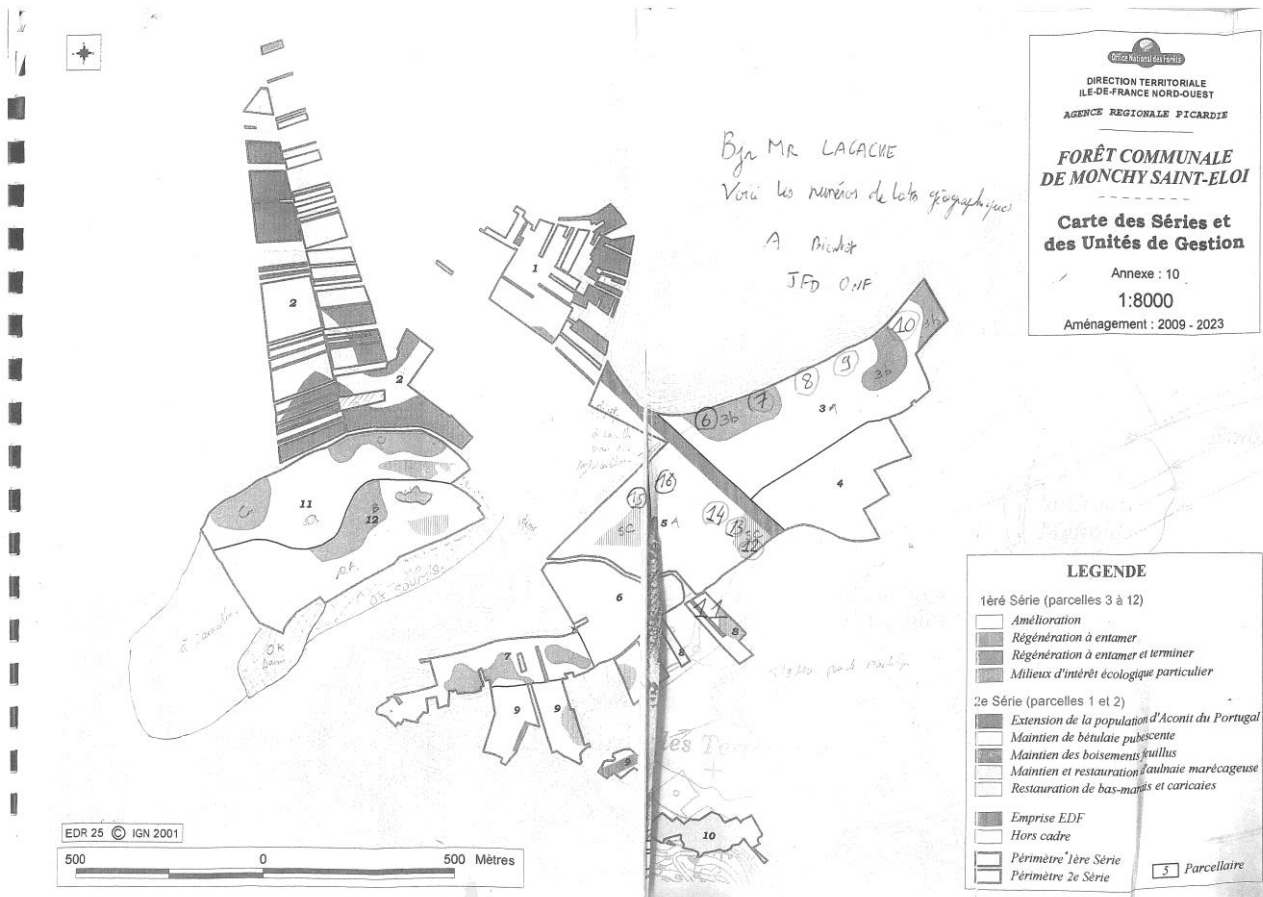 Office National des Forêts
DIRECTION TERRITORIALE
ILE-DE-FRANCE NORD-OUEST
AGENCE REGIONALE PICARDIE
FORÊT COMMUNALE
DE MONCHY SAINT-ELOI
Carte des Séries et
des Unités de Gestion
Annexe : 10
1:8000
Aménagement : 2009 - 2023
Bjr MR LAGACHE
Voici les numéros de lots géographiques
A bientôt
JFD ONF
1
2
2
10
3b
9
3b
8
7
6
3b
3A
4
16
15
14
13
5C
12
5A
5C
11
12
B
6
11
8
8
7
9
9
9
10
OK
LEGENDE
1èré Série (parcelles 3 à 12)
Amélioration
Régénération à entamer
Régénération à entamer et terminer
Milieux d'intérêt écologique particulier
2e Série (parcelles 1 et 2)
Extension de la population d'Aconit du Portugal
Maintien de bétulaie pubescente
Maintien des boisements feuillus
Maintien et restauration d'aulnaie marécageuse
Restauration de bas-marais et caricaies
Emprise EDF
Hors cadre
Périmètre 1ère Série
Périmètre 2e Série
5 Parcellaire
EDR 25 © IGN 2001
500 0 500 Mètres